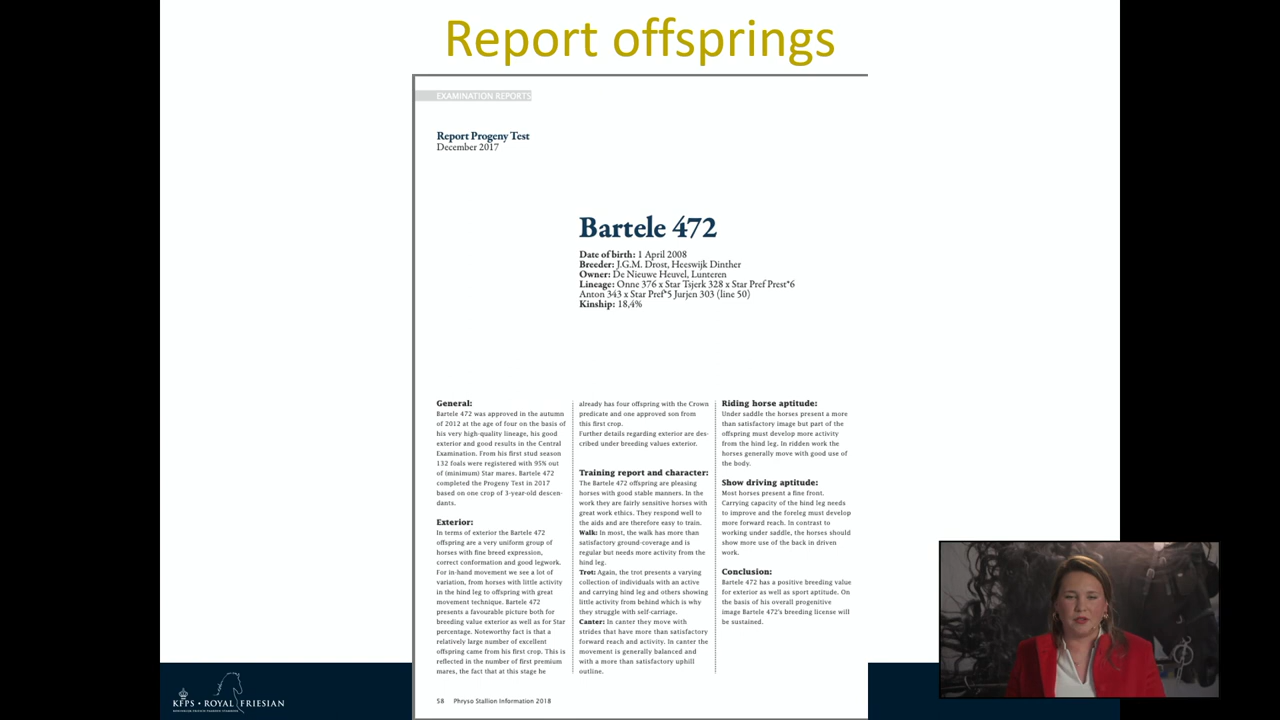 Report offsprings
EXAMINATION REPORTS
Report Progeny Test
December 2017
Bartele 472
Date of birth: 1 April 2008
Breeder: J.G.M. Drost, Heeswijk Dinther
Owner: De Nieuwe Heuvel, Lunteren
Lineage: Onne 376 x Star Tsjerk 328 x Star Pref Prest*6
Anton 343 x Star Pref*5 Jurjen 303 (line 50)
Kinship: 18,4%
General:
Bartele 472 was approved in the autumn
of 2012 at the age of four on the basis of
his very high-quality lineage, his good
exterior and good results in the Central
Examination. From his first stud season
132 foals were registered with 95% out
of (minimum) Star mares. Bartele 472
completed the Progeny Test in 2017
based on one crop of 3-year-old descen-
dants.
Exterior:
In terms of exterior the Bartele 472
offspring are a very uniform group of
horses with fine breed expression,
correct conformation and good legwork.
For in-hand movement we see a lot of
variation, from horses with little activity
in the hind leg to offspring with great
movement technique. Bartele 472
presents a favourable picture both for
breeding value exterior as well as for Star
percentage. Noteworthy fact is that a
relatively large number of excellent
offspring came from his first crop. This is
reflected in the number of first premium
mares, the fact that at this stage he
already has four offspring with the Crown
predicate and one approved son from
this first crop.
Further details regarding exterior are des-
cribed under breeding values exterior.
Training report and character:
The Bartele 472 offspring are pleasing
horses with good stable manners. In the
work they are fairly sensitive horses with
great work ethics. They respond well to
the aids and are therefore easy to train.
Walk: In most, the walk has more than
satisfactory ground-coverage and is
regular but needs more activity from the
hind leg.
Trot: Again, the trot presents a varying
collection of individuals with an active
and carrying hind leg and others showing
little activity from behind which is why
they struggle with self-carriage.
Canter: In canter they move with
strides that have more than satisfactory
forward reach and activity. In canter the
movement is generally balanced and
with a more than satisfactory uphill
outline.
Riding horse aptitude:
Under saddle the horses present a more
than satisfactory image but part of the
offspring must develop more activity
from the hind leg. In ridden work the
horses generally move with good use of
the body.
Show driving aptitude:
Most horses present a fine front.
Carrying capacity of the hind leg needs
to improve and the foreleg must develop
more forward reach. In contrast to
working under saddle, the horses should
show more use of the back in driven
work.
Conclusion:
Bartele 472 has a positive breeding value
for exterior as well as sport aptitude. On
the basis of his overall progenitive
image Bartele 472's breeding license will
be sustained.
58 Phryso Stallion Information 2018
KFPS • ROYAL FRIESIAN